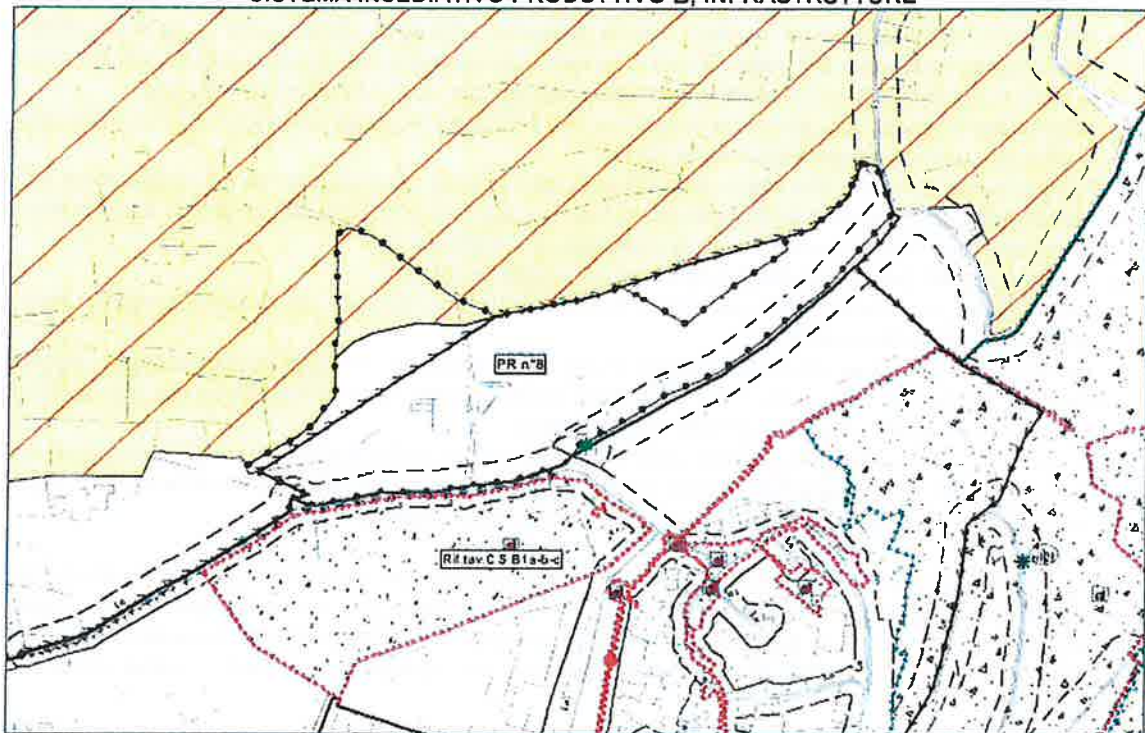 SISTEMA INSEDIATIVO PRODUTTIVO E, INFRASTRUTTURE
PR n°8
Rif tav C S B1a-b-c